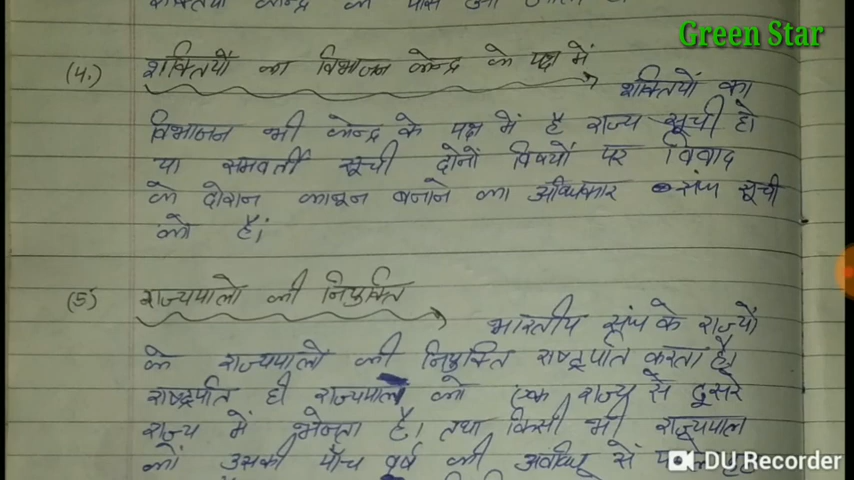 शक्तियाँ केन्द्र के पास
Green Star
(4.) शक्तियों का विभाजन केन्द्र के पक्ष में
शक्तियों का
विभाजन भी केन्द्र के पक्ष में है राज्य सूची हो
या समवर्ती सूची दोनों विषयों पर विवाद
के दोरान कानून बनाने का अधिकार संघ सूची
को है।
(5) राज्यपालो की नियुक्ति
भारतीय संघ के राज्यों
के राज्यपालों की नियुक्ति राष्ट्रपति करता है।
राष्ट्रपति ही राज्यपाल को एक राज्य से दूसरे
राज्य में भेजता है। तथा किसी भी राज्यपाल
कों उसकी पाँच वर्ष की अवधि से
DU Recorder